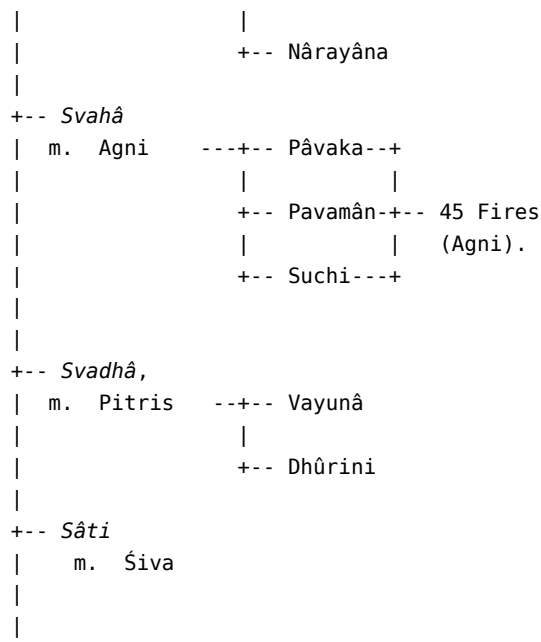 |                 |
|                 +-- Nârayâna
|
+-- Svahâ
|  m.  Agni    ---+-- Pâvaka--+
|                 |           |
|                 +-- Pavamân-+-- 45 Fires
|                 |           |   (Agni).
|                 +-- Suchi---+
|
|
+-- Svadhâ,
|  m.  Pitris   --+-- Vayunâ
|                 |
|                 +-- Dhûrini
|
+-- Sâti
|    m.  Śiva
|
|